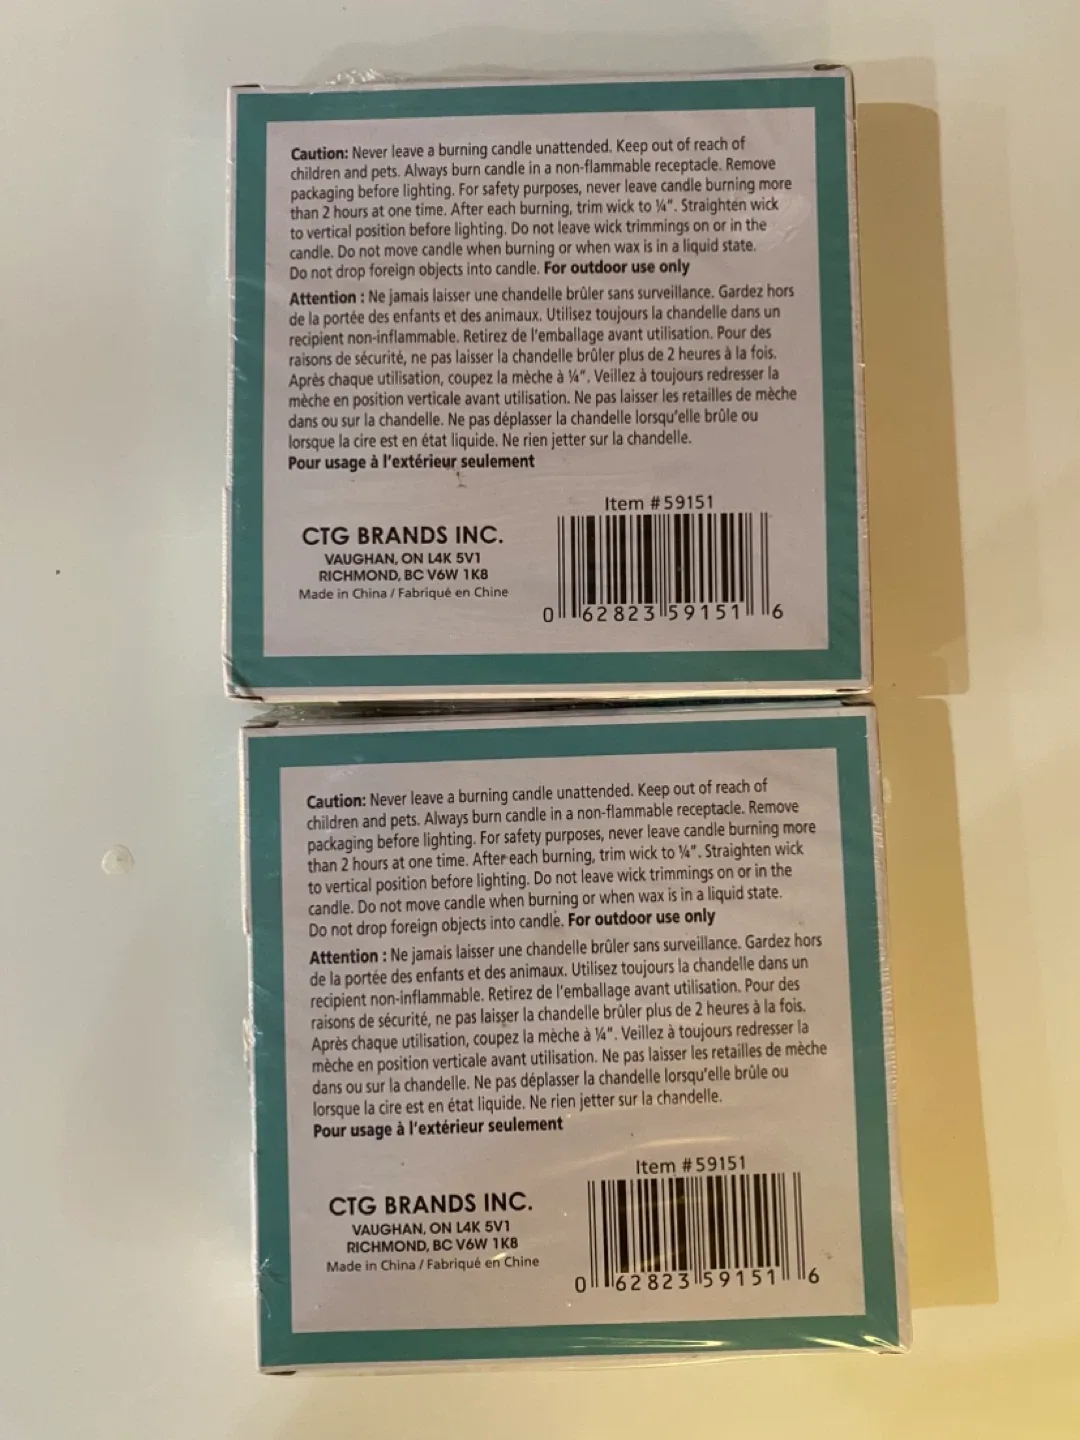 Caution: Never leave a burning candle unattended. Keep out of reach of
children and pets. Always burn candle in a non-flammable receptacle. Remove
packaging before lighting. For safety purposes, never leave candle burning more
than 2 hours at one time. After each burning, trim wick to ¼". Straighten wick
to vertical position before lighting. Do not leave wick trimmings on or in the
candle. Do not move candle when burning or when wax is in a liquid state.
Do not drop foreign objects into candle. For outdoor use only
Attention : Ne jamais laisser une chandelle brûler sans surveillance. Gardez hors
de la portée des enfants et des animaux. Utilisez toujours la chandelle dans un
recipient non-inflammable. Retirez de l'emballage avant utilisation. Pour des
raisons de sécurité, ne pas laisser la chandelle brûler plus de 2 heures à la fois.
Après chaque utilisation, coupez la mèche à ¼". Veillez à toujours redresser la
mèche en position verticale avant utilisation. Ne pas laisser les retailles de mèche
dans ou sur la chandelle. Ne pas déplasser la chandelle lorsqu'elle brûle ou
lorsque la cire est en état liquide. Ne rien jetter sur la chandelle.
Pour usage à l'extérieur seulement
Item #59151
CTG BRANDS INC.
VAUGHAN, ON L4K 5V1
RICHMOND, BC V6W 1K8
Made in China / Fabriqué en Chine
0 62823 59151 6
Caution: Never leave a burning candle unattended. Keep out of reach of
children and pets. Always burn candle in a non-flammable receptacle. Remove
packaging before lighting. For safety purposes, never leave candle burning more
than 2 hours at one time. After each burning, trim wick to ¼". Straighten wick
to vertical position before lighting. Do not leave wick trimmings on or in the
candle. Do not move candle when burning or when wax is in a liquid state.
Do not drop foreign objects into candle. For outdoor use only
Attention : Ne jamais laisser une chandelle brûler sans surveillance. Gardez hors
de la portée des enfants et des animaux. Utilisez toujours la chandelle dans un
recipient non-inflammable. Retirez de l'emballage avant utilisation. Pour des
raisons de sécurité, ne pas laisser la chandelle brûler plus de 2 heures à la fois.
Après chaque utilisation, coupez la mèche à ¼". Veillez à toujours redresser la
mèche en position verticale avant utilisation. Ne pas laisser les retailles de mèche
dans ou sur la chandelle. Ne pas déplasser la chandelle lorsqu'elle brûle ou
lorsque la cire est en état liquide. Ne rien jetter sur la chandelle.
Pour usage à l'extérieur seulement
Item #59151
CTG BRANDS INC.
VAUGHAN, ON L4K 5V1
RICHMOND, BC V6W 1K8
Made in China / Fabriqué en Chine
0 62823 59151 6